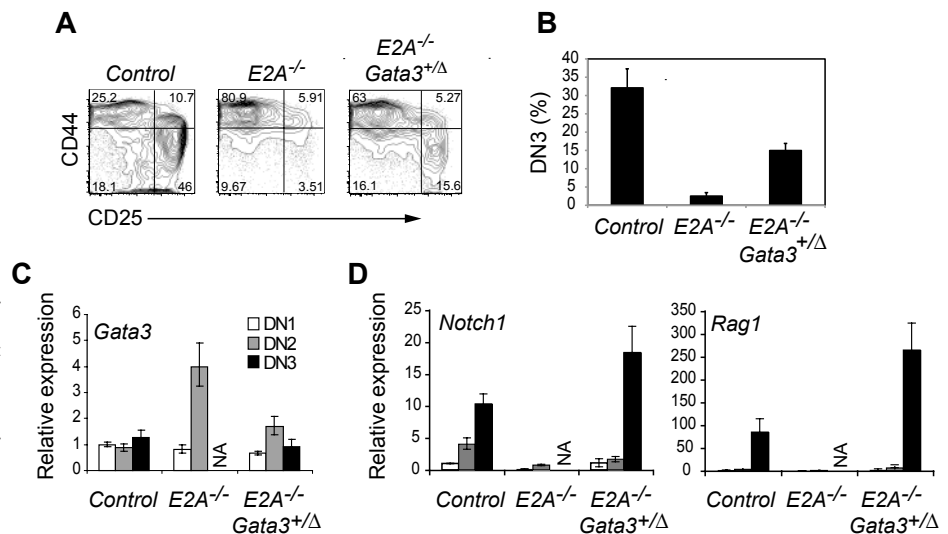 A
Control
E2A-/-
E2A-/-
Gata3+/Δ
25.2 10.7
18.1 46
80.9 5.91
9.67 3.51
63 5.27
16.1 15.6
CD44
CD25
B
DN3 (%)
40
35
30
25
20
15
10
5
0
Control E2A-/- E2A-/-
Gata3+/Δ
C
Relative expression
Gata3
6
5
4
3
2
1
0
DN1
DN2
DN3
NA
Control E2A-/- E2A-/-
Gata3+/Δ
D
Relative expression
Notch1
25
20
15
10
5
0
NA
Control E2A-/- E2A-/-
Gata3+/Δ
Rag1
350
300
250
200
150
100
50
0
NA
Control E2A-/- E2A-/-
Gata3+/Δ